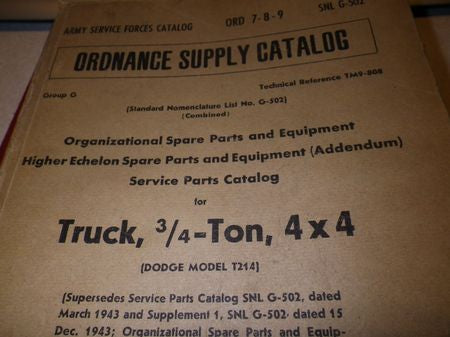 ARMY SERVICE FORCES CATALOG ORD 7-8-9 SNL G-502
ORDNANCE SUPPLY CATALOG
Group G Technical Reference TM9-808
(Standard Nomenclature List No. G-502)
(Combined)
Organizational Spare Parts and Equipment
Higher Echelon Spare Parts and Equipment (Addendum)
Service Parts Catalog
for
Truck, 3/4-Ton, 4x4
[DODGE MODEL T214]
(Supersedes Service Parts Catalog SNL G-502, dated
March 1943 and Supplement 1, SNL G-502, dated 15
Dec. 1943; Organizational Spare Parts and Equip-